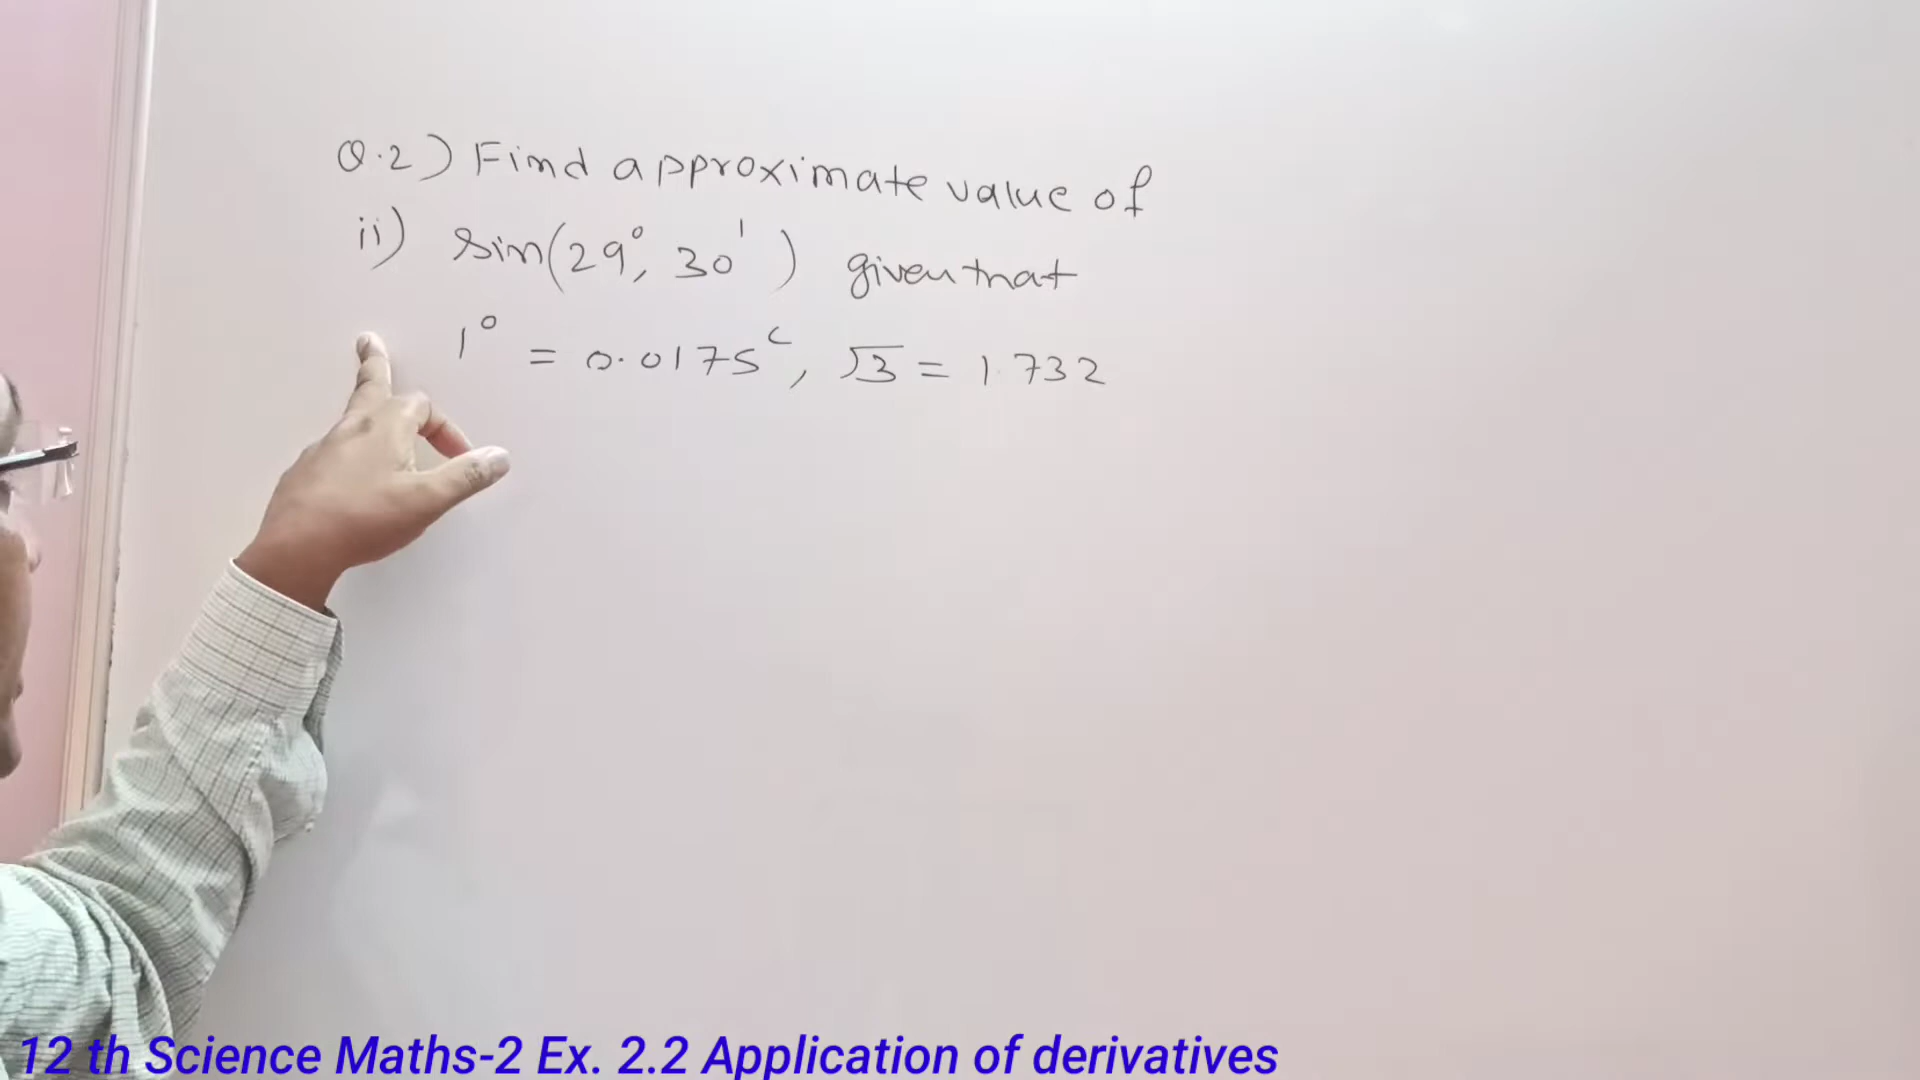 Q.2) Find approximate value of
ii) sin(29°, 30') given that
1° = 0.0175ᶜ, √3 = 1.732
12 th Science Maths-2 Ex. 2.2 Application of derivatives